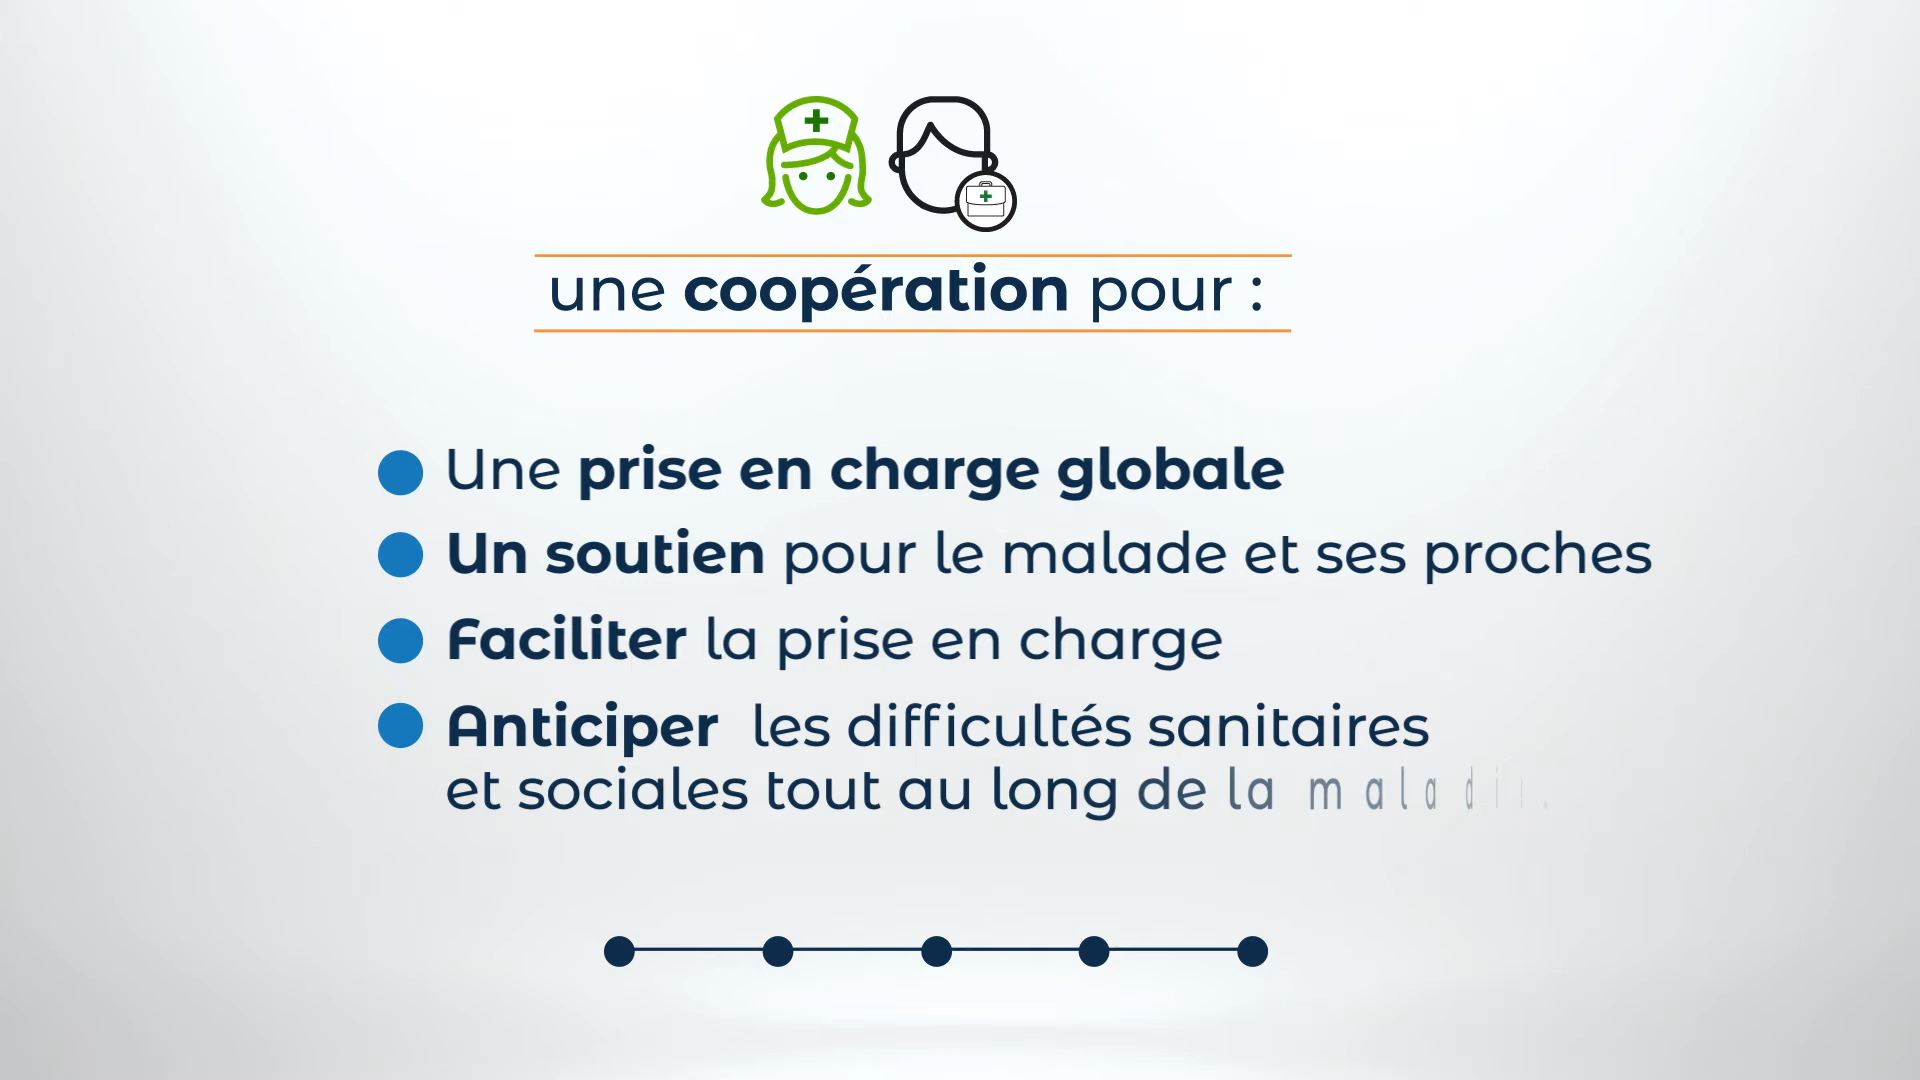 une coopération pour :
Une prise en charge globale
Un soutien pour le malade et ses proches
Faciliter la prise en charge
Anticiper les difficultés sanitaires
et sociales tout au long de la maladie.